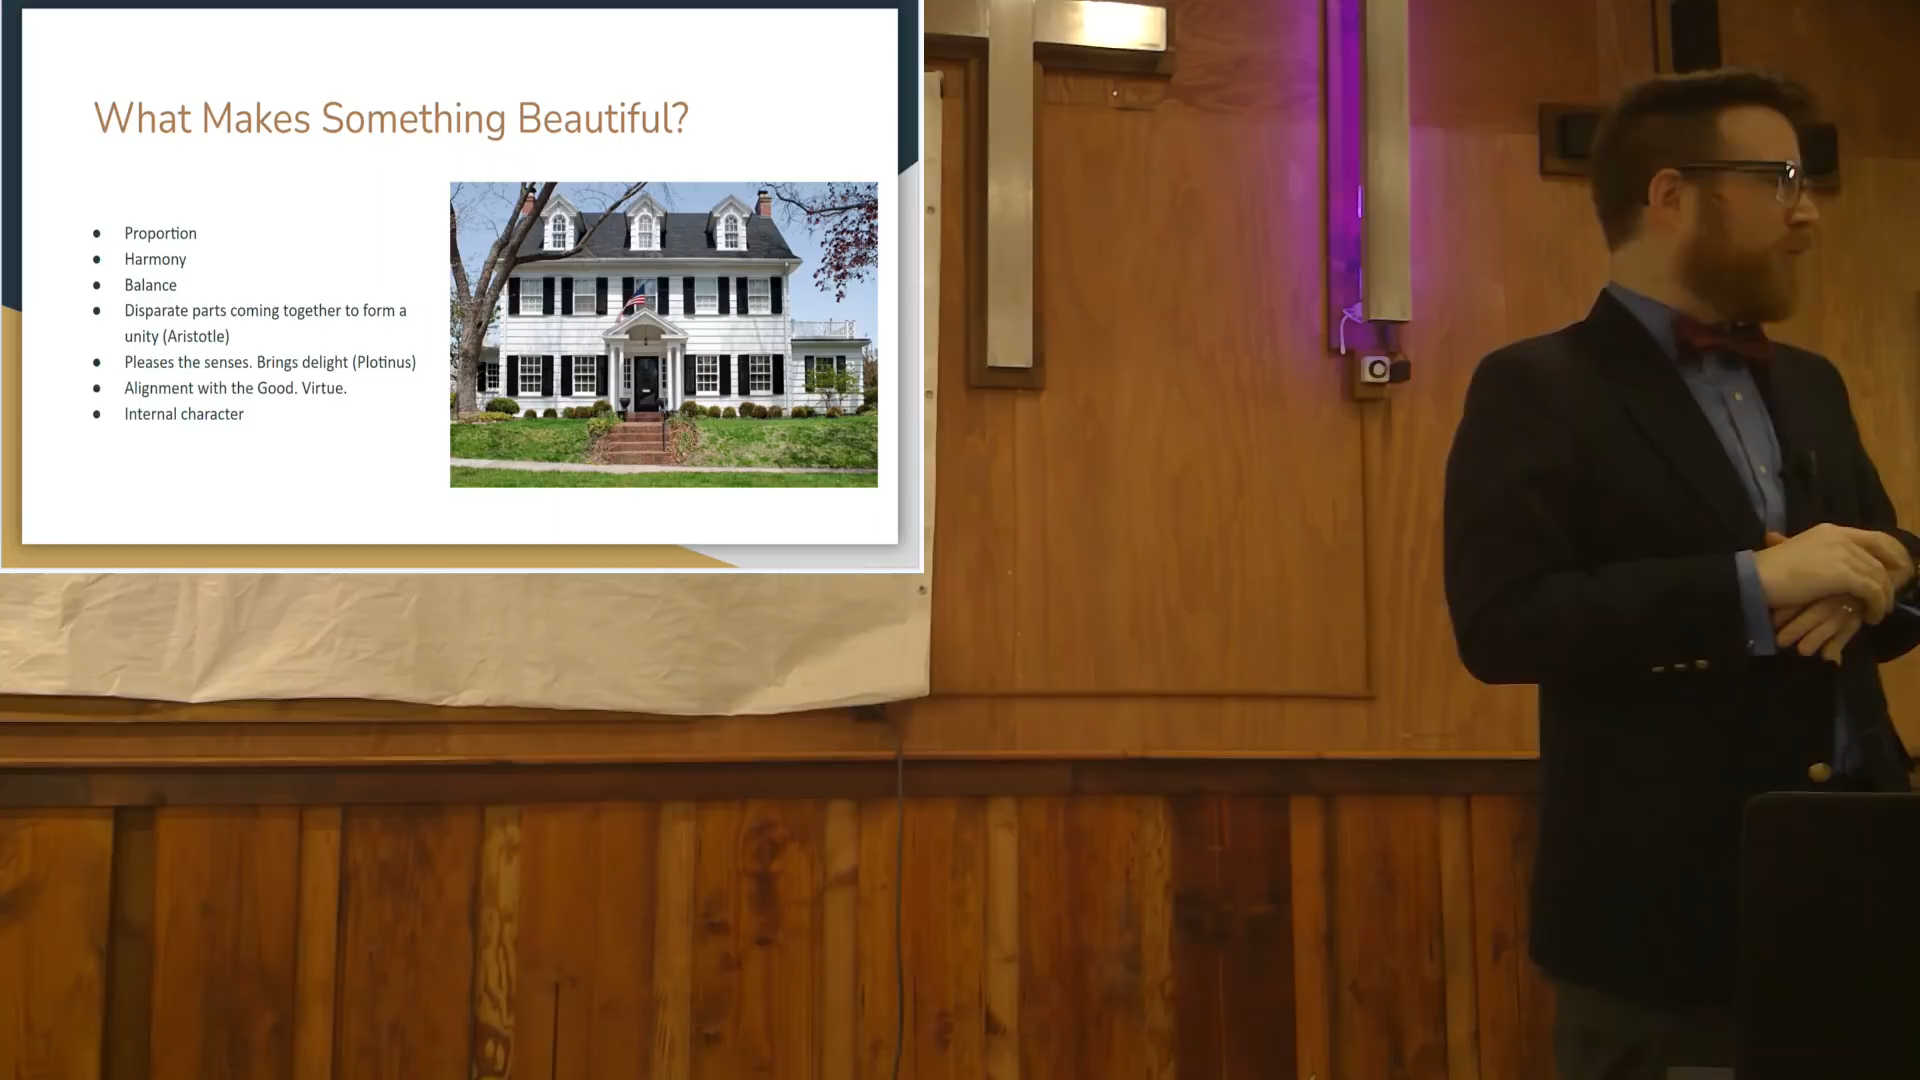 What Makes Something Beautiful?
● Proportion
● Harmony
● Balance
● Disparate parts coming together to form a
unity (Aristotle)
● Pleases the senses. Brings delight (Plotinus)
● Alignment with the Good. Virtue.
● Internal character